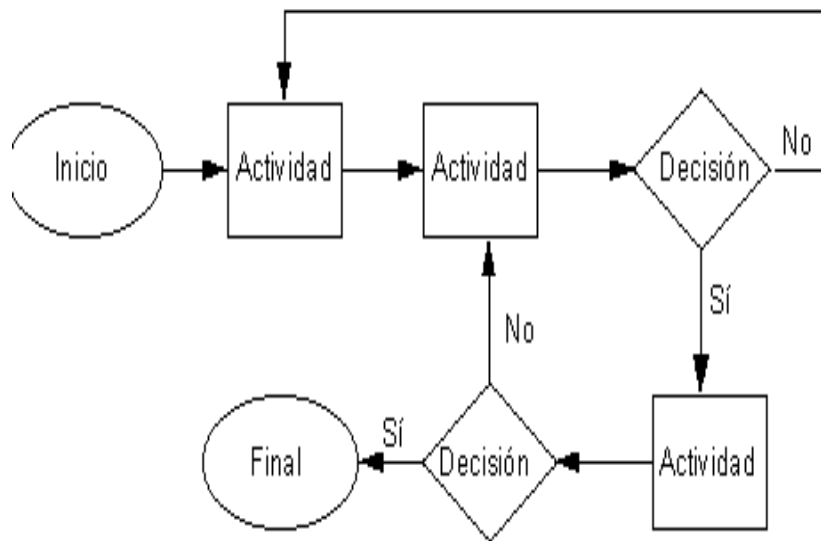 Inicio
Actividad
Actividad
Decisión
No
Sí
No
Final
Sí
Decisión
Actividad